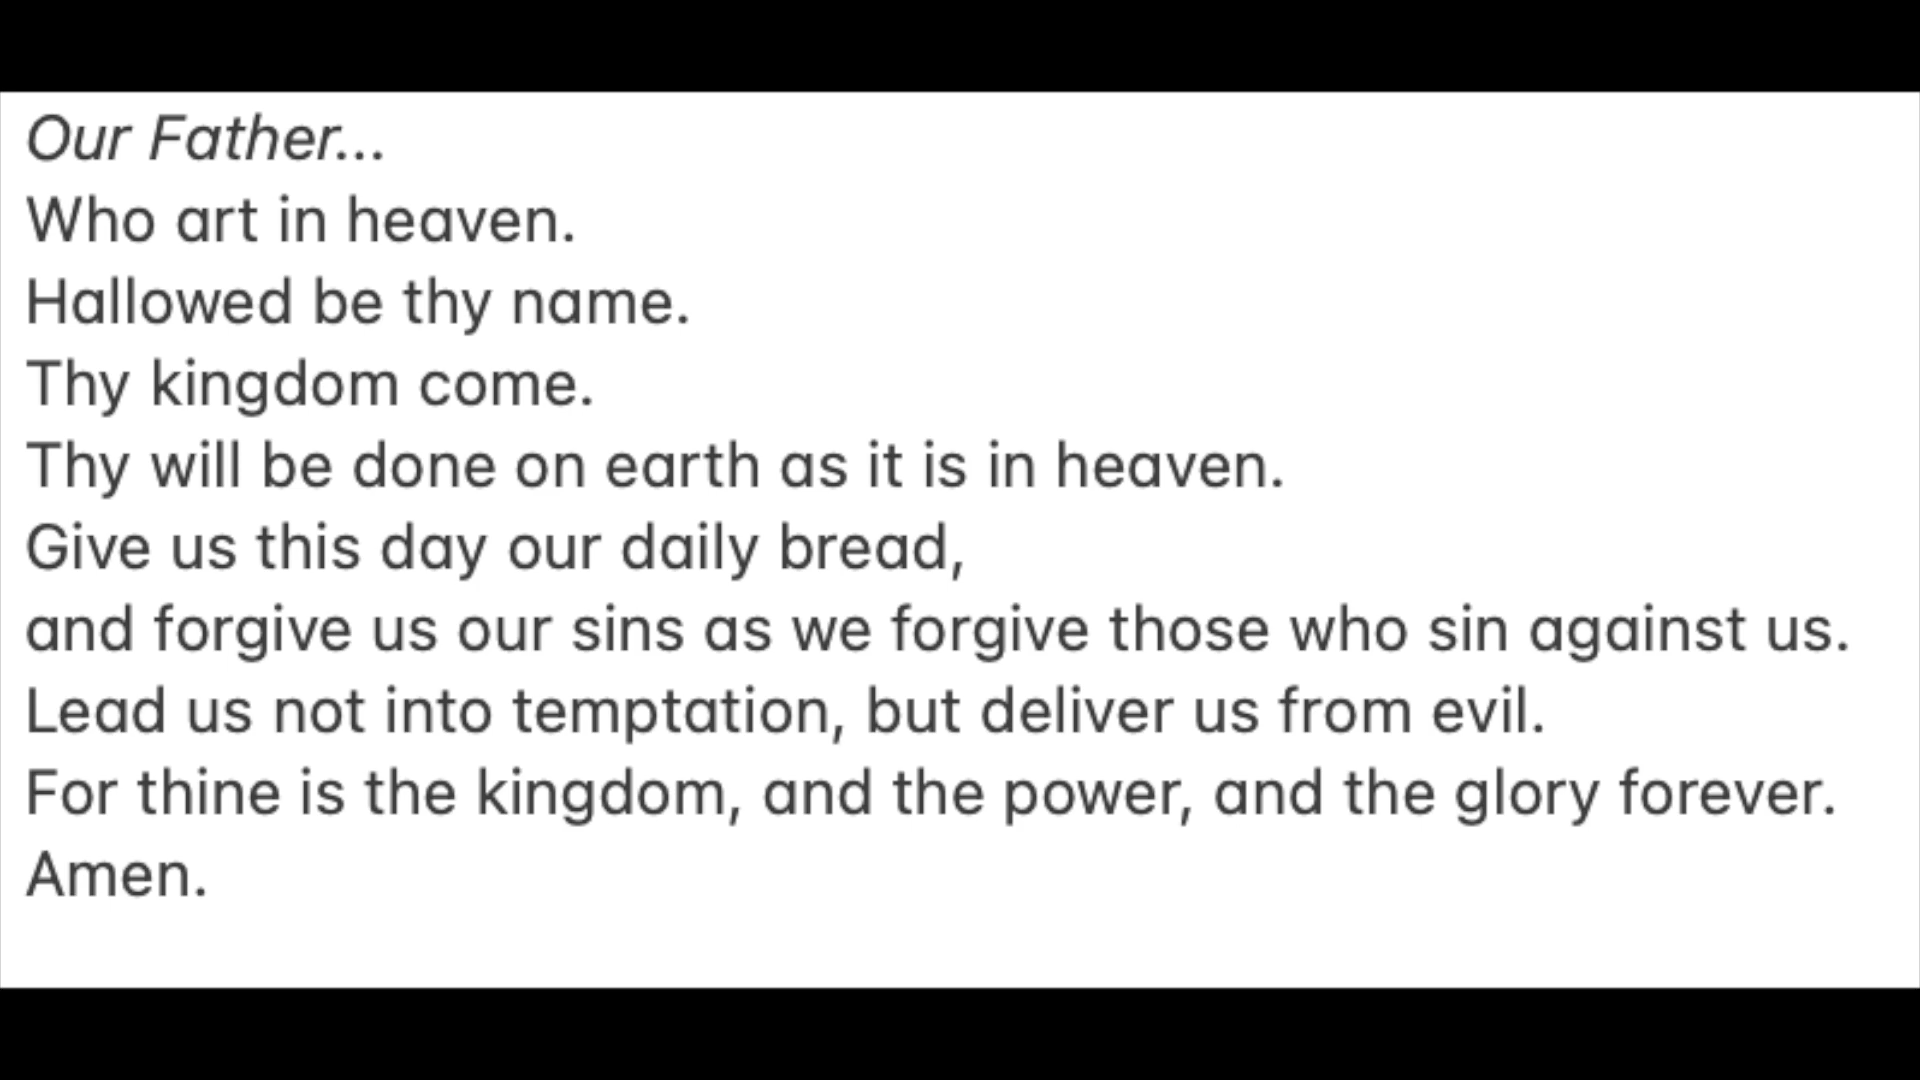 Our Father...
Who art in heaven.
Hallowed be thy name.
Thy kingdom come.
Thy will be done on earth as it is in heaven.
Give us this day our daily bread,
and forgive us our sins as we forgive those who sin against us.
Lead us not into temptation, but deliver us from evil.
For thine is the kingdom, and the power, and the glory forever.
Amen.